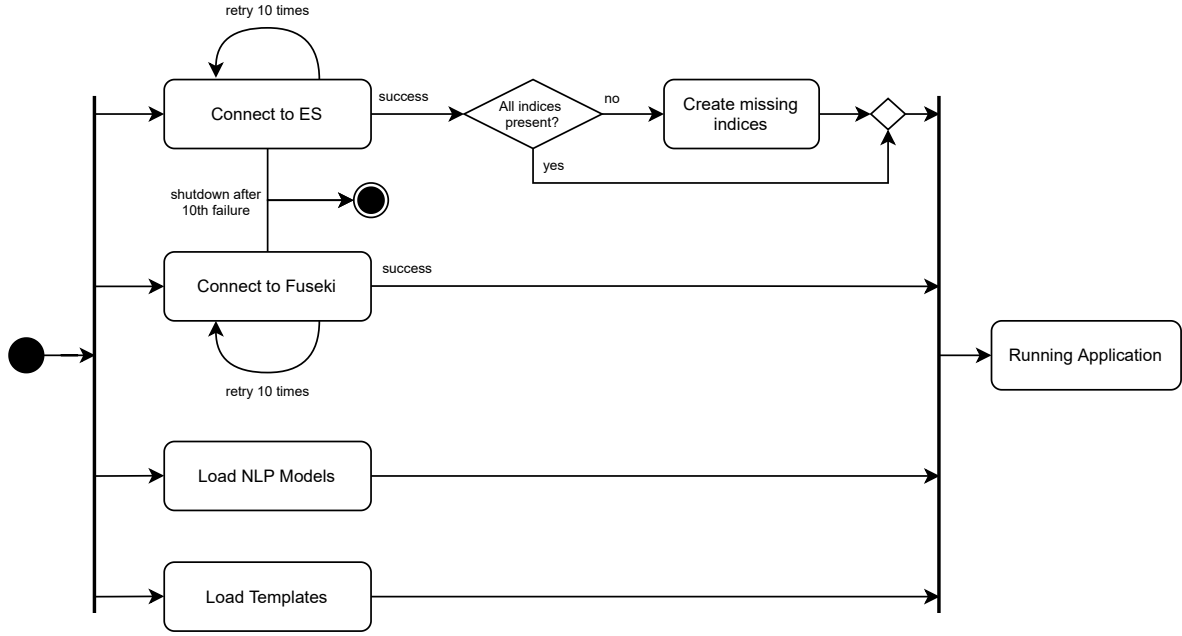 retry 10 times
Connect to ES
success
All indices
present?
no
Create missing
indices
yes
shutdown after
10th failure
Connect to Fuseki
success
retry 10 times
Running Application
Load NLP Models
Load Templates